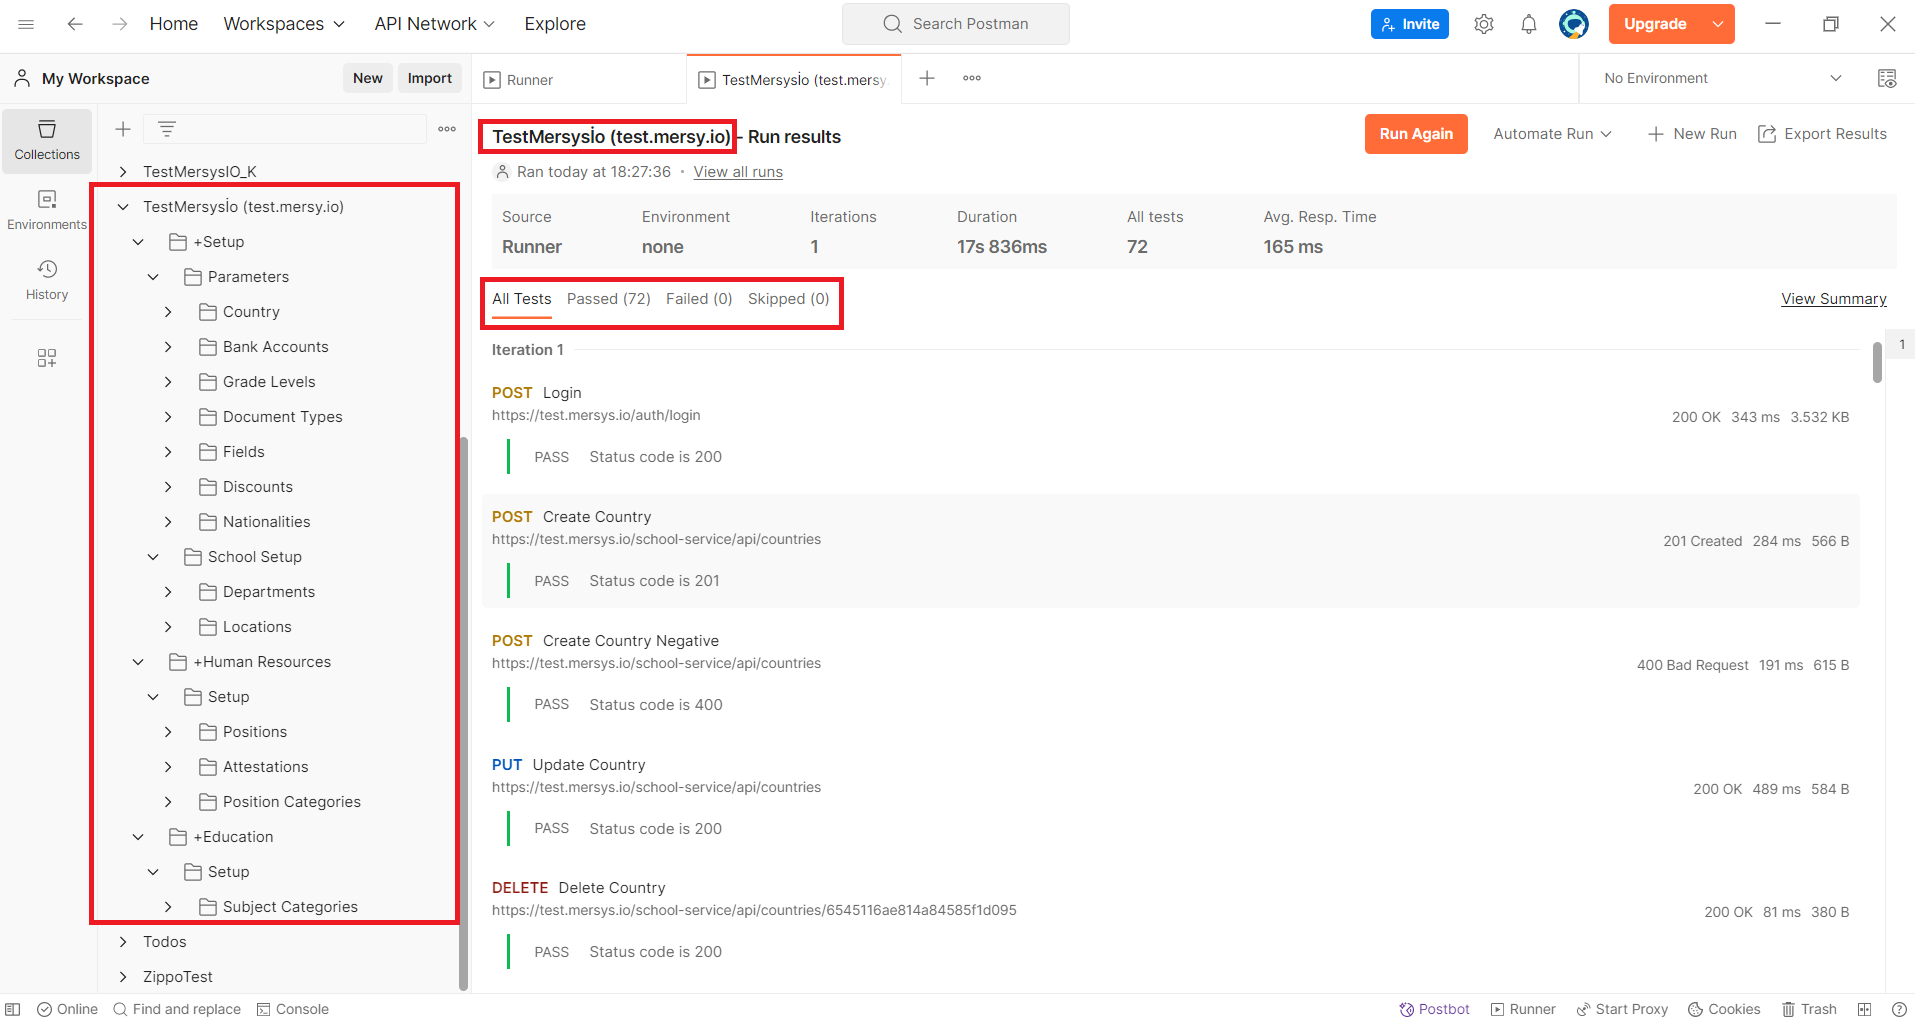 Home Workspaces API Network Explore Search Postman Invite Upgrade
My Workspace New Import Runner TestMersysİo (test.mersy. No Environment
Collections
Environments
History
TestMersysIO_K
TestMersysİo (test.mersy.io)
+Setup
Parameters
Country
Bank Accounts
Grade Levels
Document Types
Fields
Discounts
Nationalities
School Setup
Departments
Locations
+Human Resources
Setup
Positions
Attestations
Position Categories
+Education
Setup
Subject Categories
Todos
ZippoTest
TestMersysİo (test.mersy.io) - Run results Run Again Automate Run New Run Export Results
Ran today at 18:27:36 · View all runs
Source Environment Iterations Duration All tests Avg. Resp. Time
Runner none 1 17s 836ms 72 165 ms
All Tests Passed (72) Failed (0) Skipped (0) View Summary
Iteration 1 1
POST Login
https://test.mersys.io/auth/login 200 OK 343 ms 3.532 KB
PASS Status code is 200
POST Create Country
https://test.mersys.io/school-service/api/countries 201 Created 284 ms 566 B
PASS Status code is 201
POST Create Country Negative
https://test.mersys.io/school-service/api/countries 400 Bad Request 191 ms 615 B
PASS Status code is 400
PUT Update Country
https://test.mersys.io/school-service/api/countries 200 OK 489 ms 584 B
PASS Status code is 200
DELETE Delete Country
https://test.mersys.io/school-service/api/countries/6545116ae814a84585f1d095 200 OK 81 ms 380 B
PASS Status code is 200
Online Find and replace Console Postbot Runner Start Proxy Cookies Trash